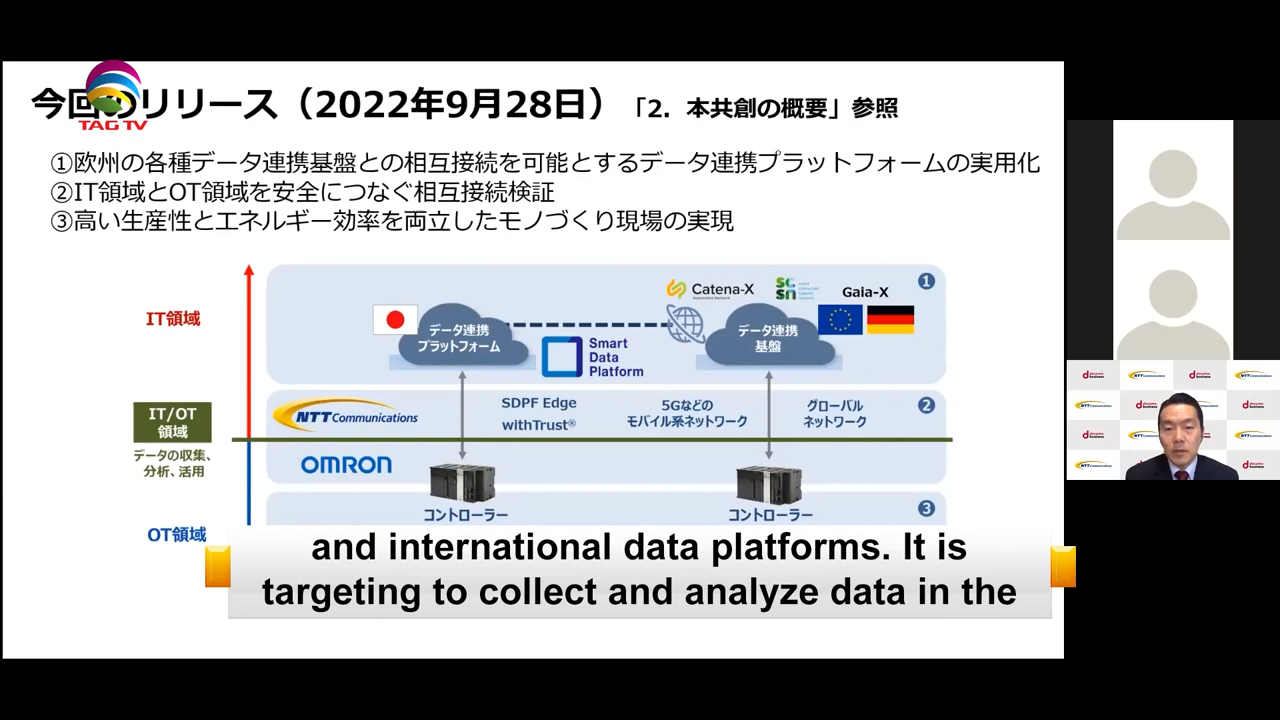 今回のリリース（2022年9月28日）「2．本共創の概要」参照
TAG TV
①欧州の各種データ連携基盤との相互接続を可能とするデータ連携プラットフォームの実用化
②IT領域とOT領域を安全につなぐ相互接続検証
③高い生産性とエネルギー効率を両立したモノづくり現場の実現
IT領域
データ連携
プラットフォーム
Smart
Data
Platform
Catena-X
Automotive Network
SCSN
Gaia-X
データ連携
基盤
❶
IT/OT
領域
データの収集、
分析、活用
NTT Communications
SDPF Edge
withTrust®
5Gなどの
モバイル系ネットワーク
グローバル
ネットワーク
❷
OMRON
コントローラー
コントローラー
❸
OT領域
and international data platforms. It is
targeting to collect and analyze data in the
docomo business
NTT Communications